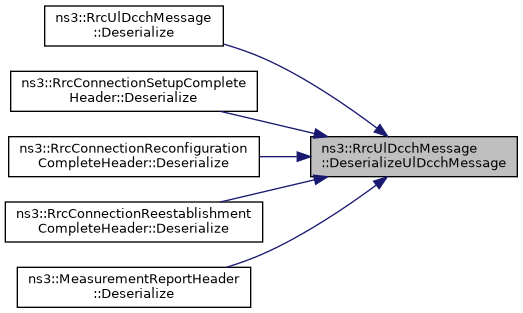 ns3::RrcUlDcchMessage
::Deserialize
ns3::RrcConnectionSetupComplete
Header::Deserialize
ns3::RrcConnectionReconfiguration
CompleteHeader::Deserialize
ns3::RrcConnectionReestablishment
CompleteHeader::Deserialize
ns3::MeasurementReportHeader
::Deserialize
ns3::RrcUlDcchMessage
::DeserializeUlDcchMessage